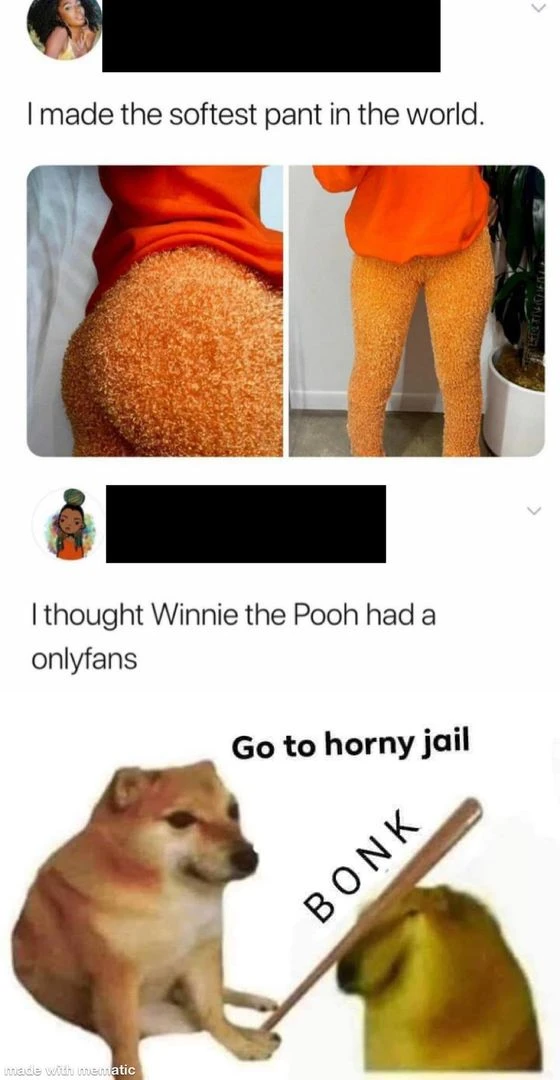 I made the softest pant in the world.
I thought Winnie the Pooh had a
onlyfans
Go to horny jail
BONK
made with mematic